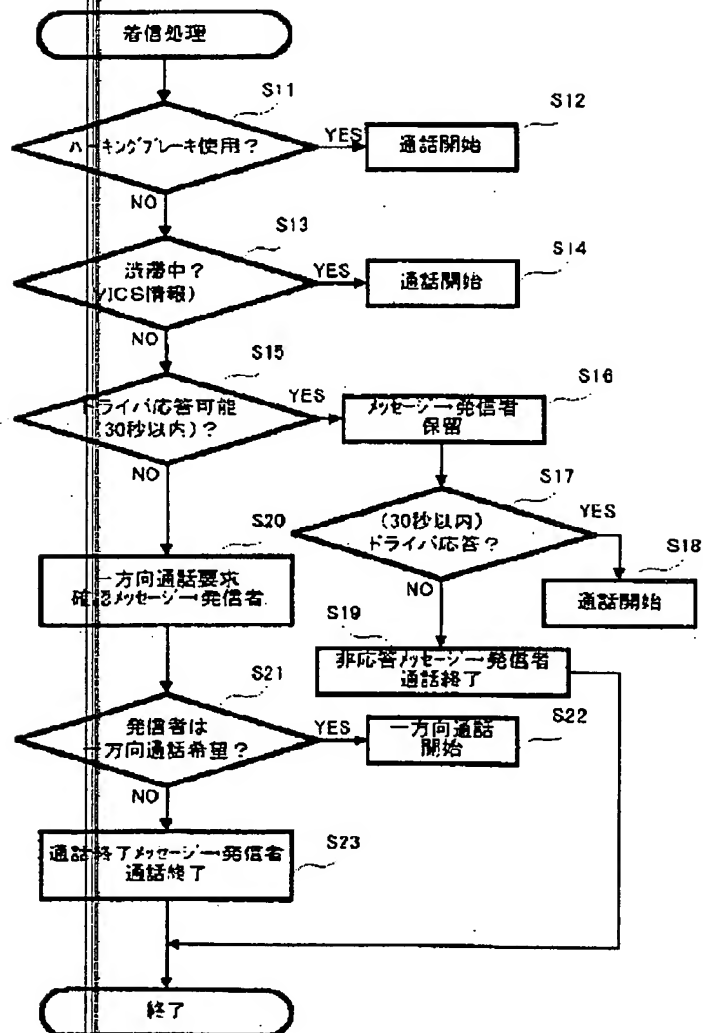 着信処理
S11
パーキングブレーキ使用?
YES
S12
通話開始
NO
S13
渋滞中?
VICS情報)
YES
S14
通話開始
NO
S15
ドライバ応答可能
(30秒以内)?
YES
S16
メッセージ→発信者
保留
NO
S17
(30秒以内)
ドライバ応答?
YES
S18
通話開始
NO
S19
非応答メッセージ→発信者
通話終了
S20
一方向通話要求
確認メッセージ→発信者
S21
発信者は
一方向通話希望?
YES
S22
一方向通話
開始
NO
S23
通話終了メッセージ→発信者
通話終了
終了